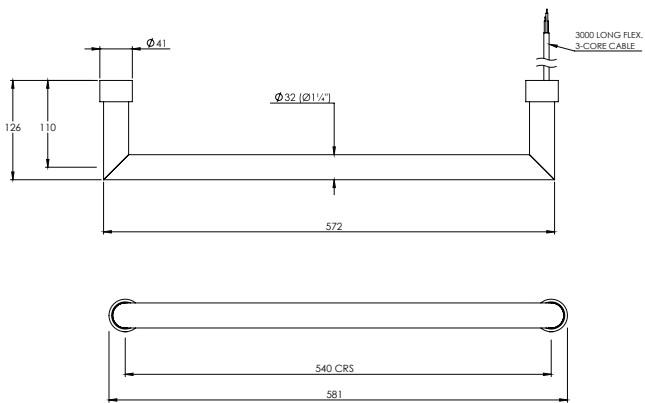 Ø41
3000 LONG FLEX.
3-CORE CABLE
Ø32 (Ø1¼")
126
110
572
540 CRS
581